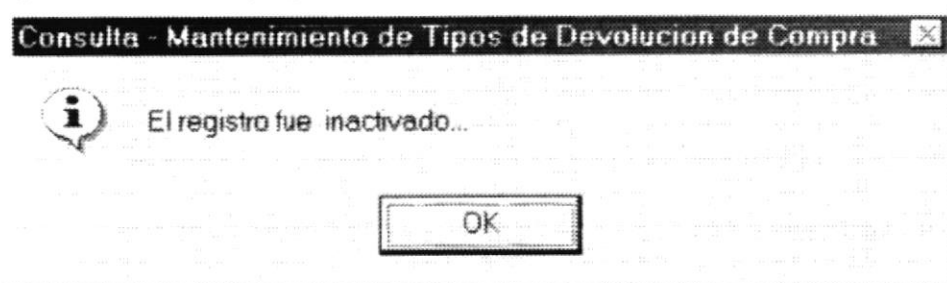 Consulta - Mantenimiento de Tipos de Devolucion de Compra
El registro fue inactivado...
OK